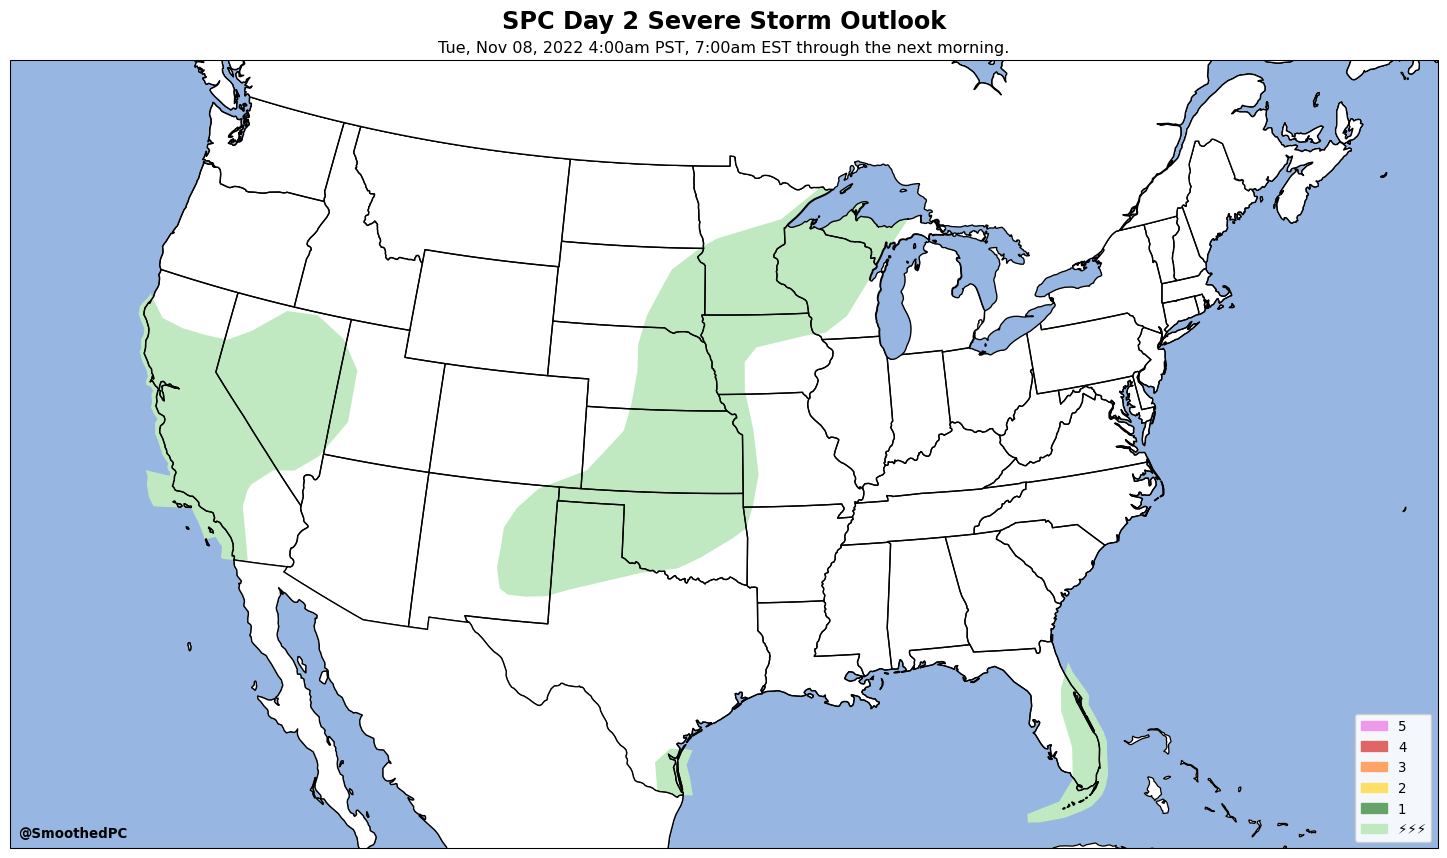 SPC Day 2 Severe Storm Outlook
Tue, Nov 08, 2022 4:00am PST, 7:00am EST through the next morning.
5
4
3
2
1
⚡⚡⚡
@SmoothedPC